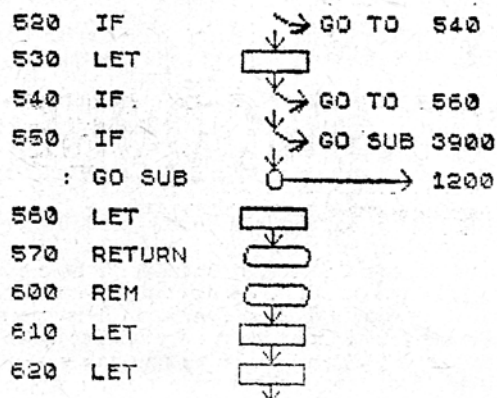 520 IF GO TO 540
530 LET
540 IF GO TO 560
550 IF GO SUB 3900
: GO SUB 1200
560 LET
570 RETURN
600 REM
610 LET
620 LET